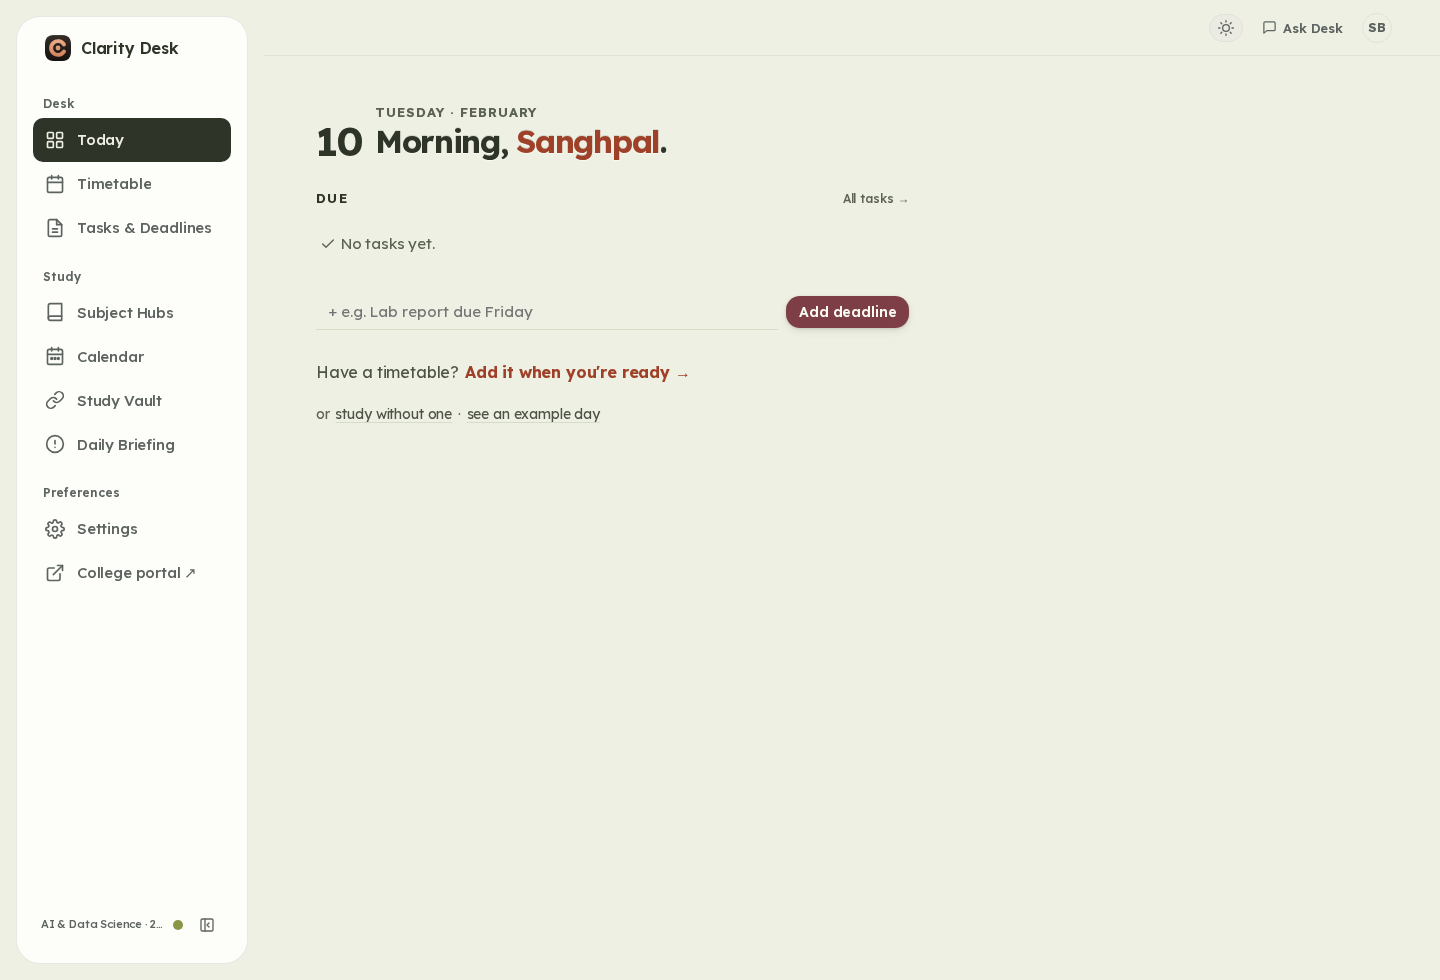 Clarity Desk
Desk
Today
Timetable
Tasks & Deadlines
Study
Subject Hubs
Calendar
Study Vault
Daily Briefing
Preferences
Settings
College portal ↗
AI & Data Science · 2…
Ask Desk
SB
TUESDAY · FEBRUARY
10 Morning, Sanghpal.
DUE
All tasks →
No tasks yet.
+ e.g. Lab report due Friday
Add deadline
Have a timetable? Add it when you're ready →
or study without one · see an example day